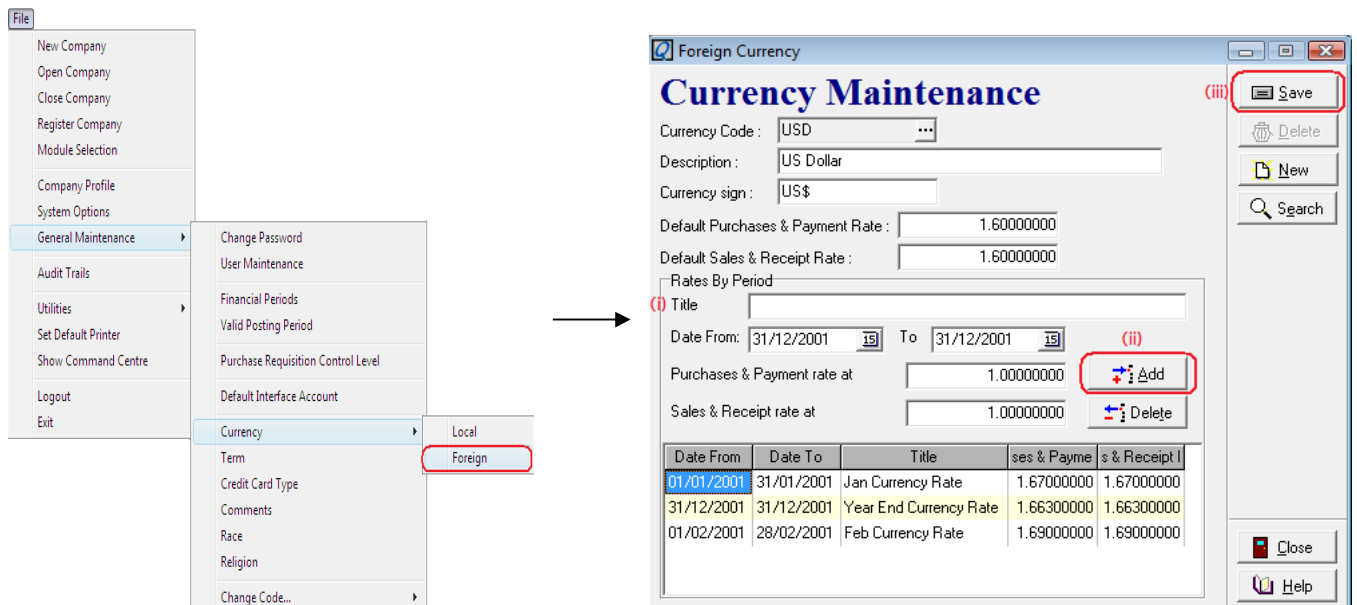 File
New Company
Open Company
Close Company
Register Company
Module Selection
Company Profile
System Options
General Maintenance
Audit Trails
Utilities
Set Default Printer
Show Command Centre
Logout
Exit
Change Password
User Maintenance
Financial Periods
Valid Posting Period
Purchase Requisition Control Level
Default Interface Account
Currency
Term
Credit Card Type
Comments
Race
Religion
Change Code...
Local
Foreign
Foreign Currency
Currency Maintenance
Currency Code : USD ...
Description : US Dollar
Currency sign : US$
Default Purchases & Payment Rate : 1.60000000
Default Sales & Receipt Rate : 1.60000000
Rates By Period
(i) Title
Date From: 31/12/2001 15 To 31/12/2001 15 (ii)
Purchases & Payment rate at 1.00000000 Add
Sales & Receipt rate at 1.00000000 Delete
Date From Date To Title ses & Payme s & Receipt I
01/01/2001 31/01/2001 Jan Currency Rate 1.67000000 1.67000000
31/12/2001 31/12/2001 Year End Currency Rate 1.66300000 1.66300000
01/02/2001 28/02/2001 Feb Currency Rate 1.69000000 1.69000000
(iii) Save
Delete
New
Search
Close
Help